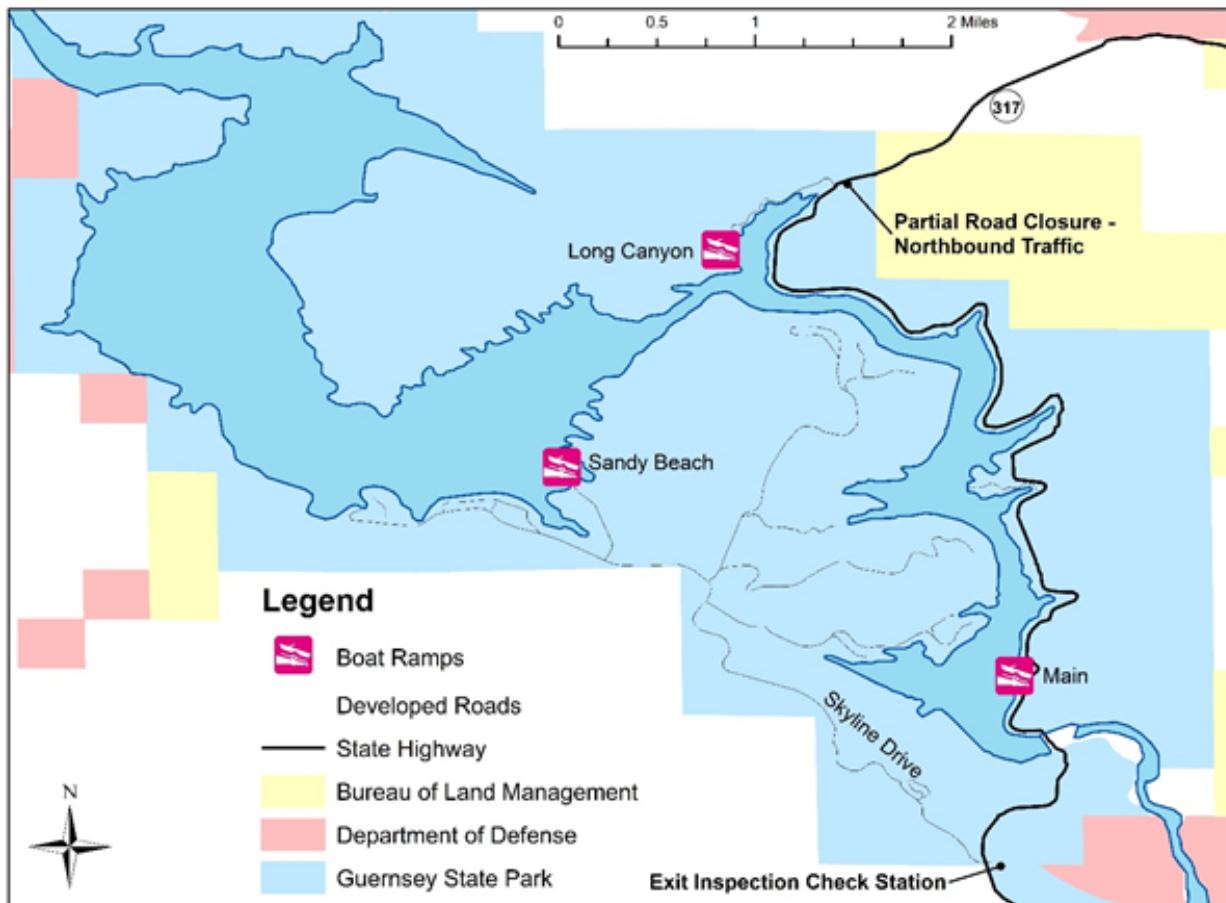 0 0.5 1 2 Miles
317
Partial Road Closure -
Northbound Traffic
Long Canyon
Sandy Beach
Legend
Boat Ramps
Main
Developed Roads
Skyline Drive
State Highway
N
Bureau of Land Management
Department of Defense
Guernsey State Park
Exit Inspection Check Station